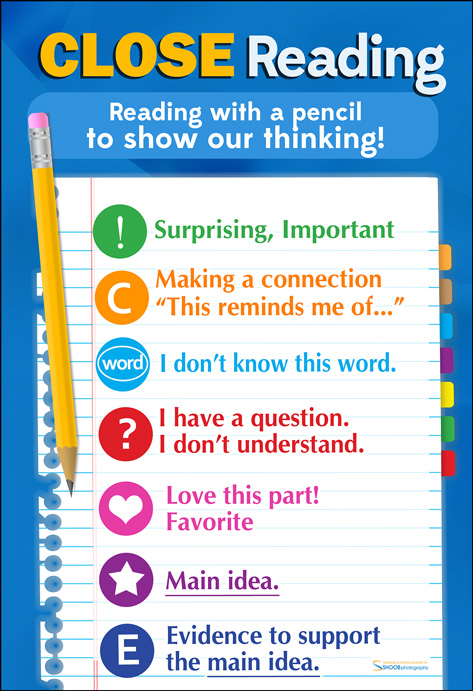 CLOSE Reading
Reading with a pencil
to show our thinking!
! Surprising, Important
C Making a connection
“This reminds me of...”
word I don’t know this word.
? I have a question.
I don’t understand.
Love this part!
Favorite
Main idea.
E Evidence to support
the main idea.
SHOOBphotography